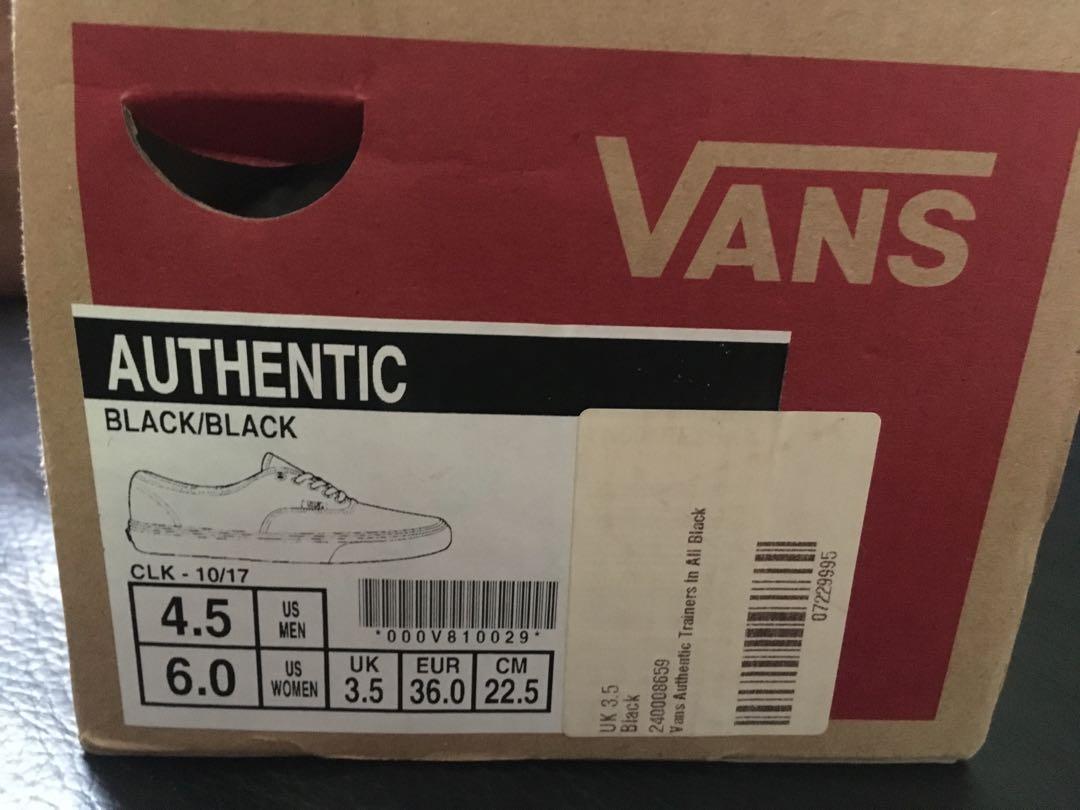 VANS
AUTHENTIC
BLACK/BLACK
CLK - 10/17
4.5 US MEN
6.0 US WOMEN
*000V810029*
UK 3.5
EUR 36.0
CM 22.5
UK 3.5
Black
240008659
Vans Authentic Trainers In All Black
07229995